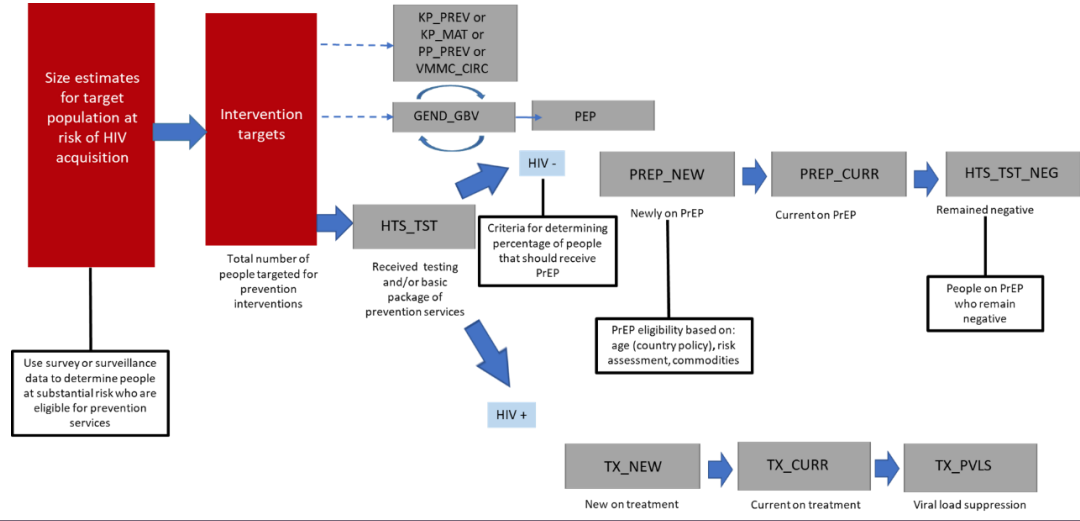 Size estimates
for target
population at
risk of HIV
acquisition
Use survey or surveillance
data to determine people
at substantial risk who are
eligible for prevention
services
Intervention
targets
Total number of
people targeted for
prevention
interventions
KP_PREV or
KP_MAT or
PP_PREV or
VMMC_CIRC
GEND_GBV
PEP
HTS_TST
Received testing
and/or basic
package of
prevention services
HIV -
Criteria for determining
percentage of people
that should receive
PrEP
HIV +
PREP_NEW
Newly on PrEP
PrEP eligibility based on:
age (country policy), risk
assessment, commodities
PREP_CURR
Current on PrEP
HTS_TST_NEG
Remained negative
People on PrEP
who remain
negative
TX_NEW
New on treatment
TX_CURR
Current on treatment
TX_PVLS
Viral load suppression